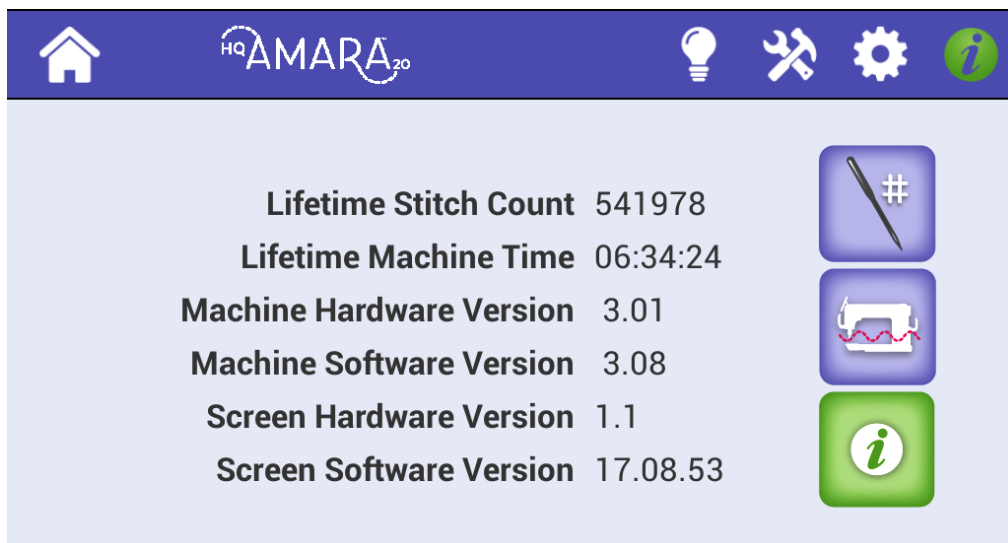 HQ AMARA 20
Lifetime Stitch Count 541978
Lifetime Machine Time 06:34:24
Machine Hardware Version 3.01
Machine Software Version 3.08
Screen Hardware Version 1.1
Screen Software Version 17.08.53
i
#
i